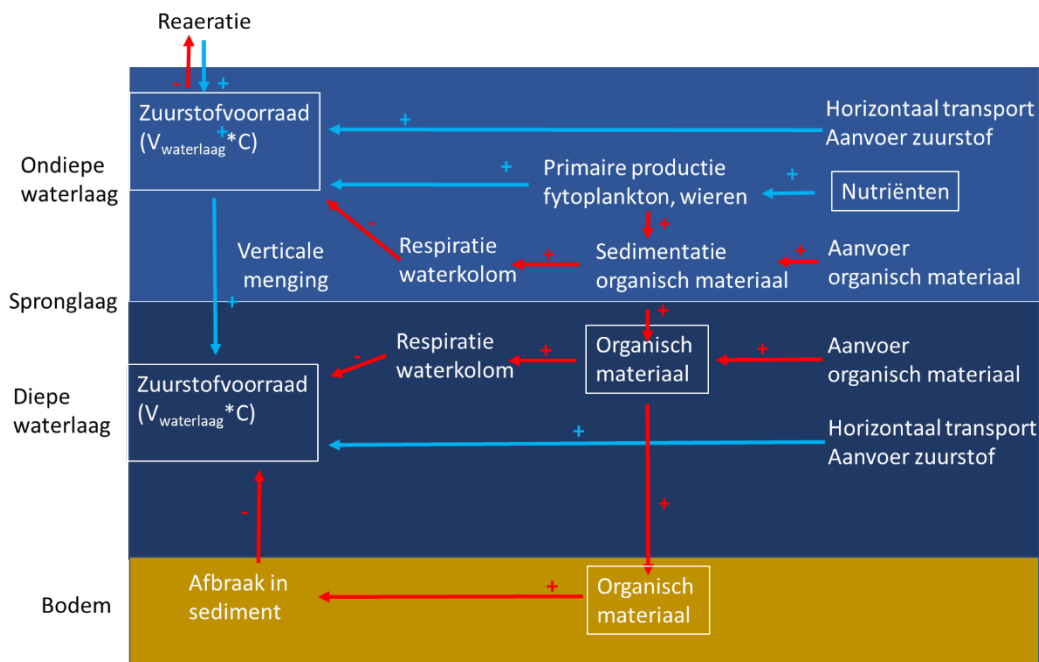 Reaeratie
- +
Zuurstofvoorraad
(Vwaterlaag*C)
+
+
Horizontaal transport
Aanvoer zuurstof
Ondiepe
waterlaag
+
Primaire productie
fytoplankton, wieren
+
Nutriënten
-
+
Verticale
menging
Respiratie
waterkolom
+
Sedimentatie
organisch materiaal
+
Aanvoer
organisch materiaal
Spronglaag
+
+
-
Respiratie
waterkolom
+
Organisch
materiaal
+
Aanvoer
organisch materiaal
Diepe
waterlaag
Zuurstofvoorraad
(Vwaterlaag*C)
+
Horizontaal transport
Aanvoer zuurstof
-
+
Bodem
Afbraak in
sediment
+
Organisch
materiaal